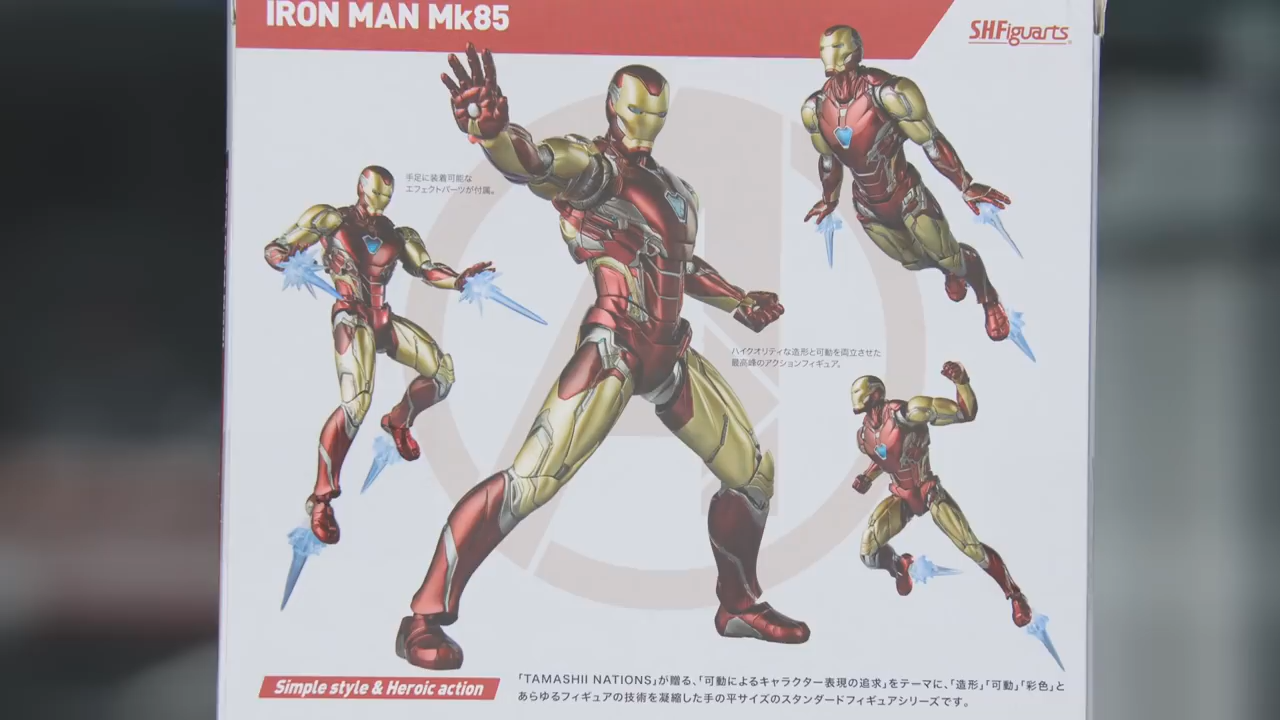 IRON MAN Mk85
S.H.Figuarts
手足に装着可能な
エフェクトパーツが付属。
ハイクオリティな造形と可動を両立させた
最高峰のアクションフィギュア。
Simple style & Heroic action
「TAMASHII NATIONS」が贈る、「可動によるキャラクター表現の追求」をテーマに、「造形」「可動」「彩色」と
あらゆるフィギュアの技術を凝縮した手の平サイズのスタンダードフィギュアシリーズです。